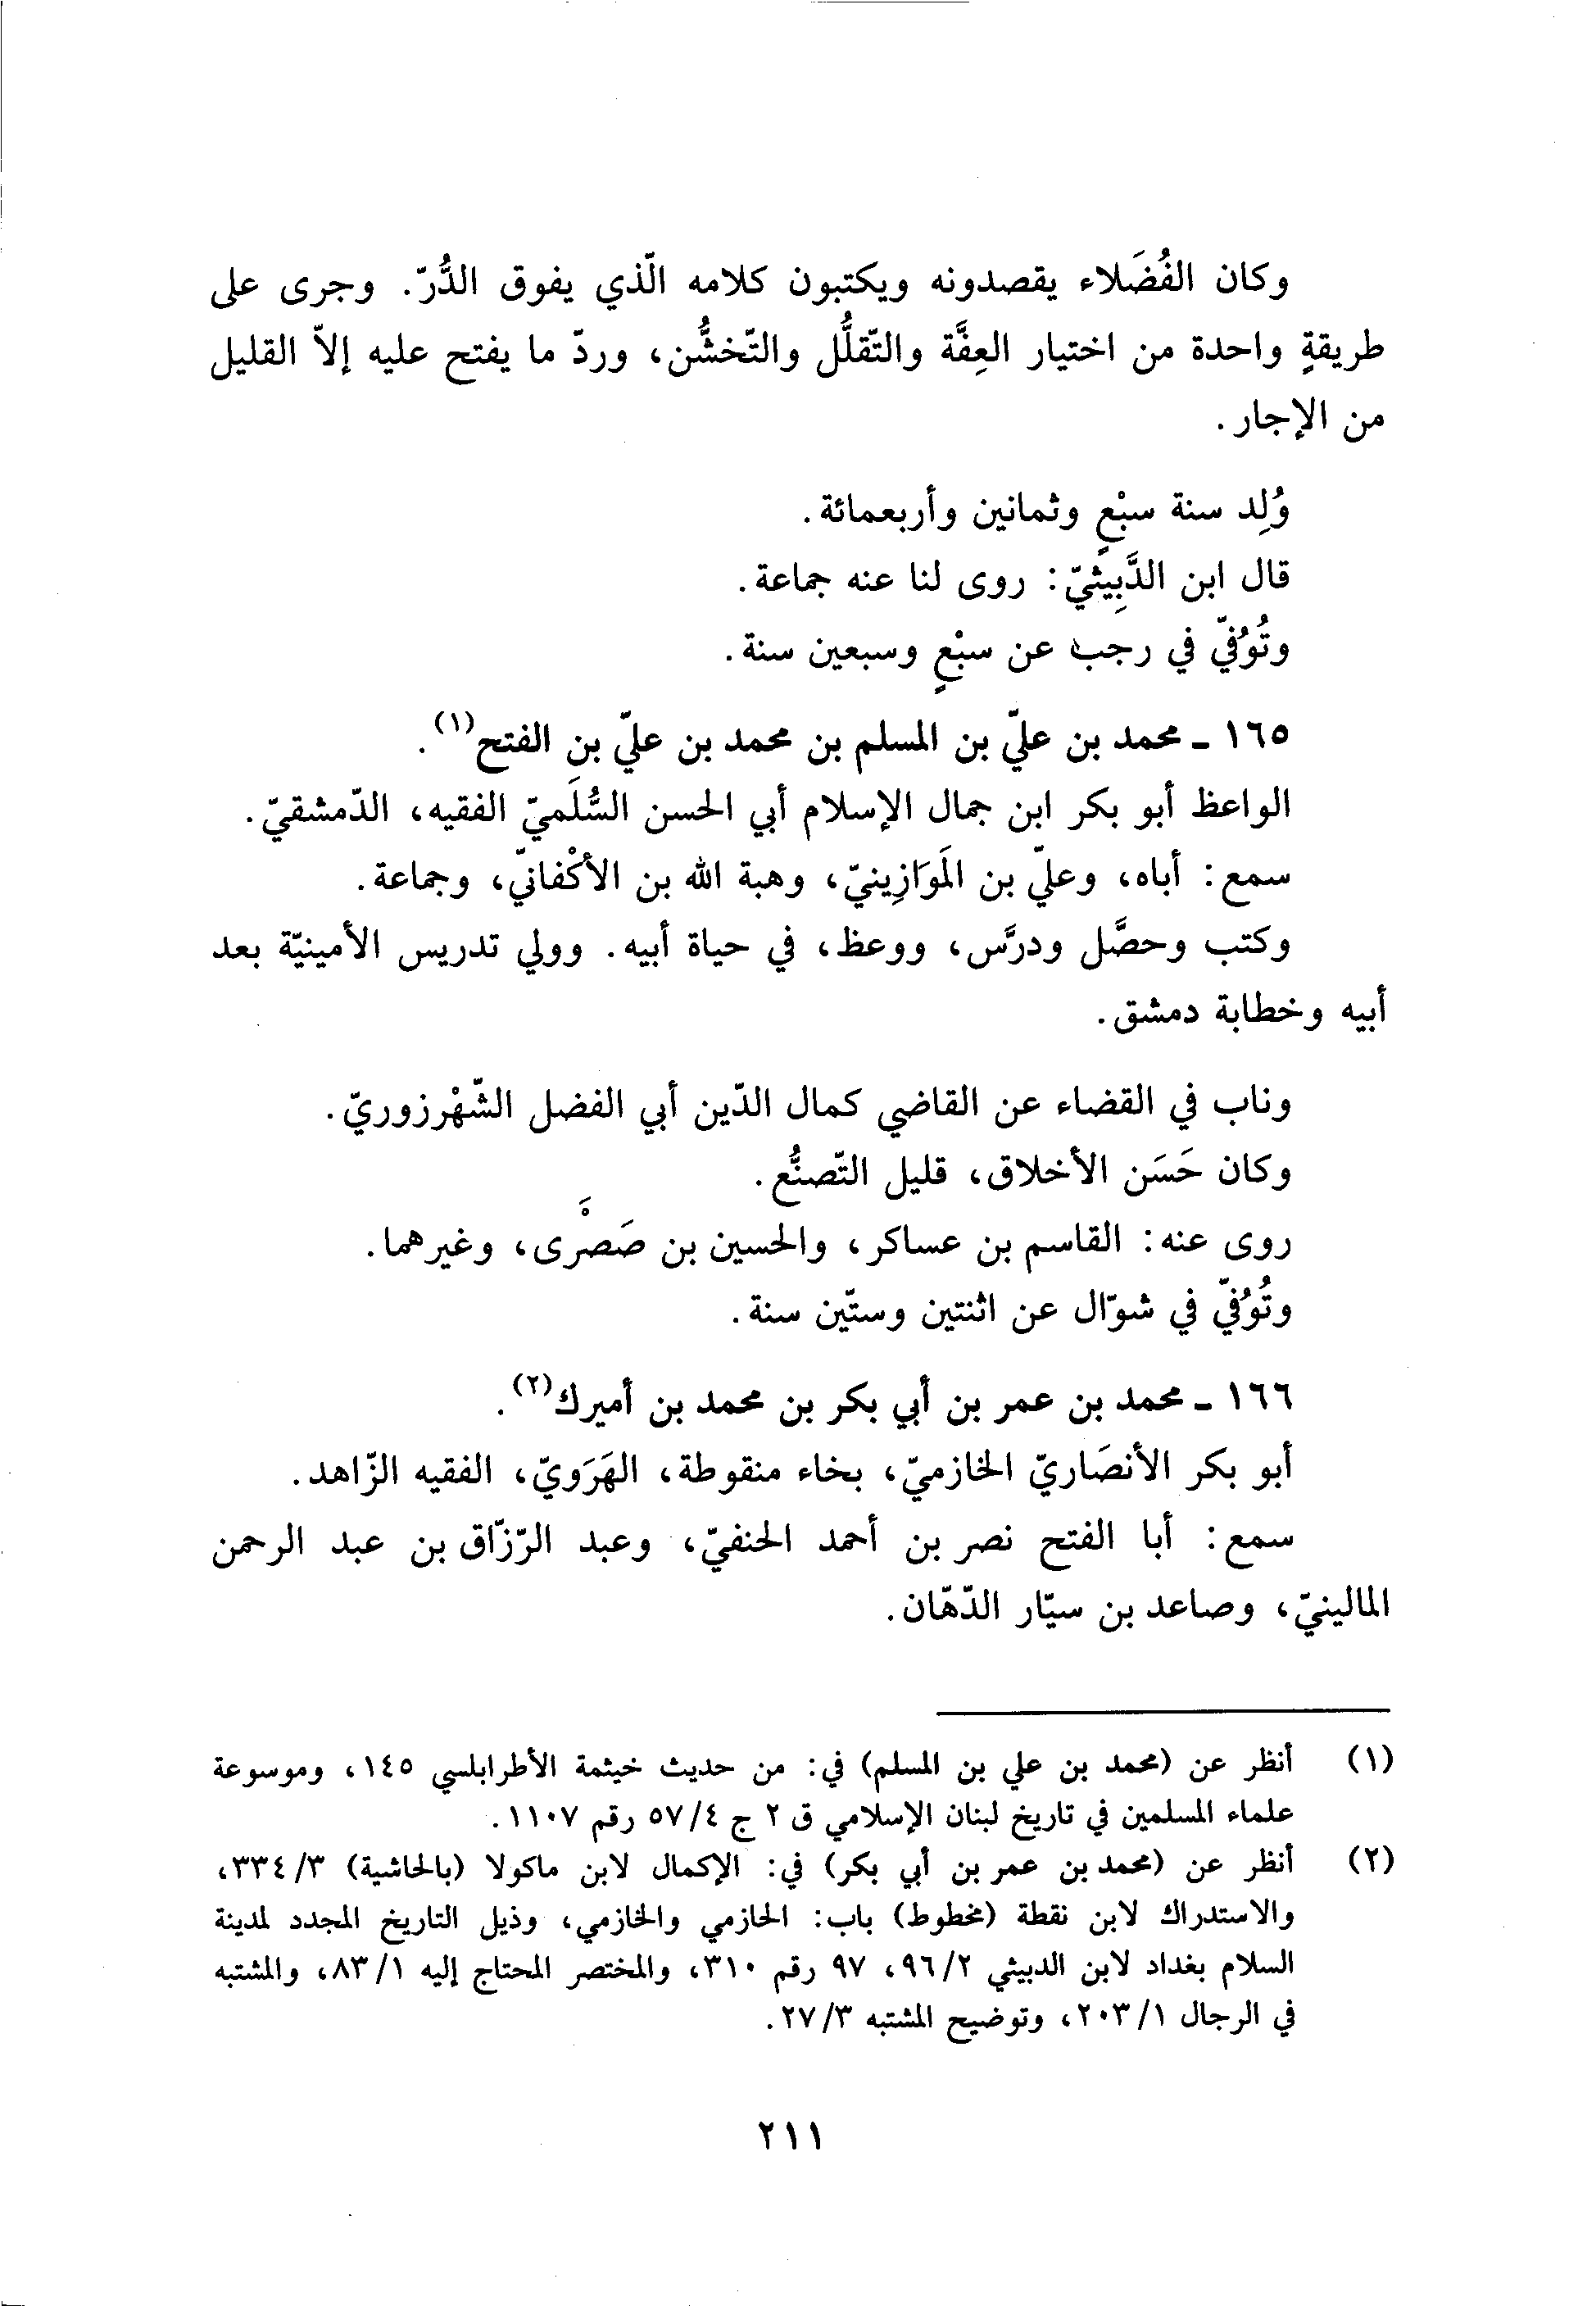 وكان الفُضَلاء يقصدونه ويكتبون كلامه الّذي يفوق الدُّرّ. وجرى على
طريقةٍ واحدة من اختيار العِفَّة والتّقلُّل والتّخشُّن، وردّ ما يفتح عليه إلاّ القليل
من الإجار.
وُلِد سنة سبْعٍ وثمانين وأربعمائة.
قال ابن الدَّبِيثيّ: روى لنا عنه جماعة.
وتُوُفّي في رجب عن سبْعٍ وسبعين سنة.
١٦٥ - محمد بن عليّ بن المسلم بن محمد بن عليّ بن الفتح(١).
الواعظ أبو بكر ابن جمال الإسلام أبي الحسن السُّلَميّ الفقيه، الدّمشقيّ.
سمع: أباه، وعليّ بن المَوَازِينيّ، وهبة الله بن الأكْفانيّ، وجماعة.
وكتب وحصَّل ودرَّس، ووعظ، في حياة أبيه. وولي تدريس الأمينيّة بعد
أبيه وخطابة دمشق.
وناب في القضاء عن القاضي كمال الدّين أبي الفضل الشّهْرزوريّ.
وكان حَسَن الأخلاق، قليل التّصنُّع.
روى عنه: القاسم بن عساكر، والحسين بن صَصْرَى، وغيرهما.
وتُوُفّي في شوّال عن اثنتين وستّين سنة.
١٦٦ - محمد بن عمر بن أبي بكر بن محمد بن أميرك(٢).
أبو بكر الأنصَاريّ الخازميّ، بخاء منقوطة، الهَرَويّ، الفقيه الزّاهد.
سمع: أبا الفتح نصر بن أحمد الحنفيّ، وعبد الرّزّاق بن عبد الرحمن
المالينيّ، وصاعد بن سيّار الدّهّان.
(١) أنظر عن (محمد بن علي بن المسلم) في: من حديث خيثمة الأطرابلسي ١٤٥، وموسوعة
علماء المسلمين في تاريخ لبنان الإسلامي ق ٢ ج ٥٧/٤ رقم ١١٠٧.
(٢) أنظر عن (محمد بن عمر بن أبي بكر) في: الإكمال لابن ماكولا (بالحاشية) ٣٣٤/٣،
والاستدراك لابن نقطة (مخطوط) باب: الحازمي والخازمي، وذيل التاريخ المجدد لمدينة
السلام بغداد لابن الدبيثي ٩٦/٢، ٩٧ رقم ٣١٠، والمختصر المحتاج إليه ٨٣/١، والمشتبه
في الرجال ٢٠٣/١، وتوضيح المشتبه ٢٧/٣.
٢١١